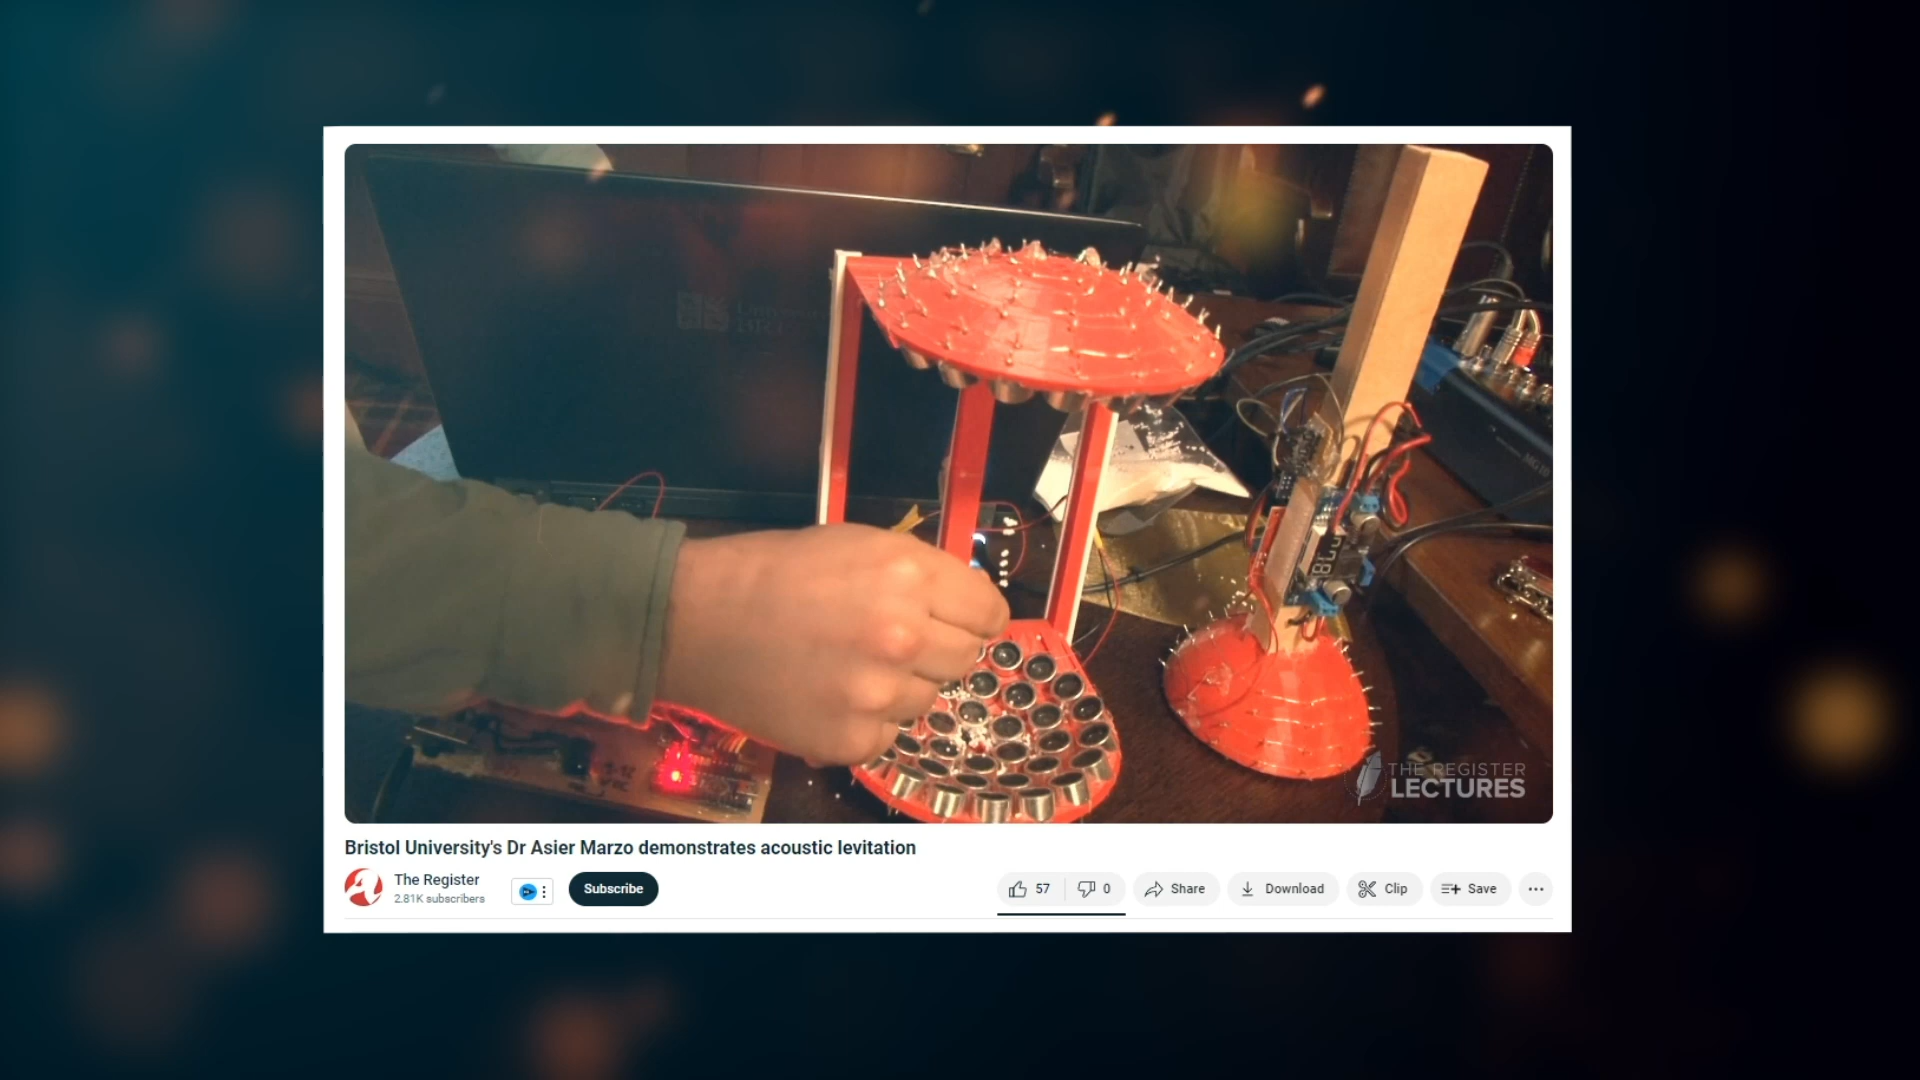 THE REGISTER
LECTURES
Bristol University's Dr Asier Marzo demonstrates acoustic levitation
The Register
2.81K subscribers
Subscribe
57
0
Share
Download
Clip
Save